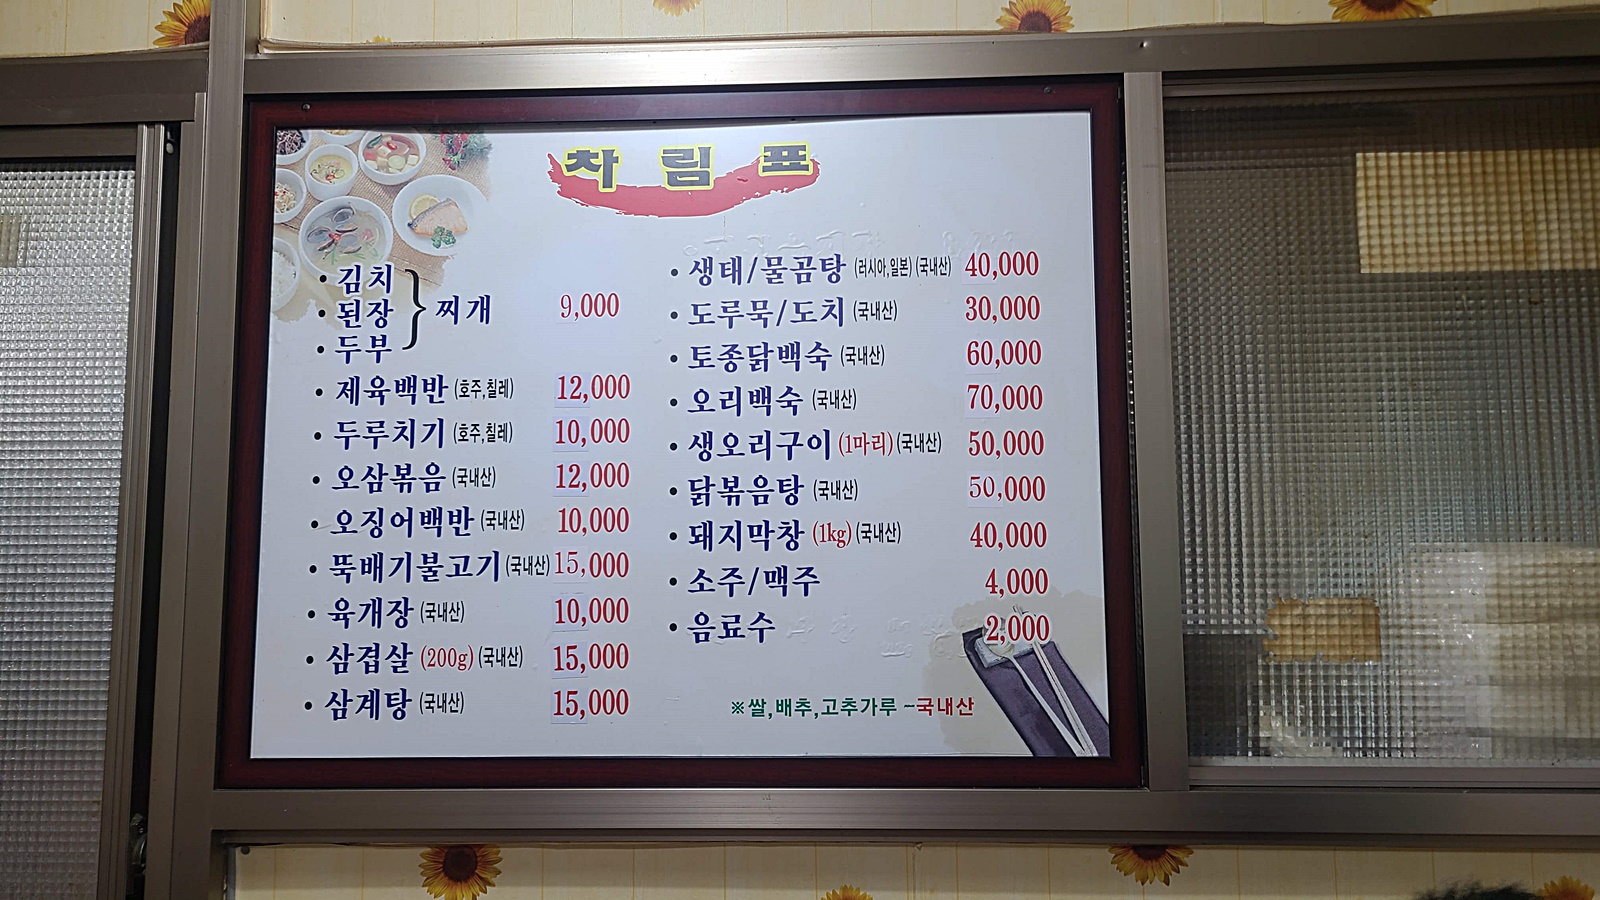 차림표
• 김치
• 된장
• 두부
} 찌개 9,000
• 제육백반 (호주,칠레) 12,000
• 두루치기 (호주,칠레) 10,000
• 오삼볶음 (국내산) 12,000
• 오징어백반 (국내산) 10,000
• 뚝배기불고기 (국내산) 15,000
• 육개장 (국내산) 10,000
• 삼겹살 (200g) (국내산) 15,000
• 삼계탕 (국내산) 15,000
• 생태/물곰탕 (러시아,일본) (국내산) 40,000
• 도루묵/도치 (국내산) 30,000
• 토종닭백숙 (국내산) 60,000
• 오리백숙 (국내산) 70,000
• 생오리구이 (1마리) (국내산) 50,000
• 닭볶음탕 (국내산) 50,000
• 돼지막창 (1kg) (국내산) 40,000
• 소주/맥주 4,000
• 음료수 2,000
※쌀,배추,고추가루 -국내산